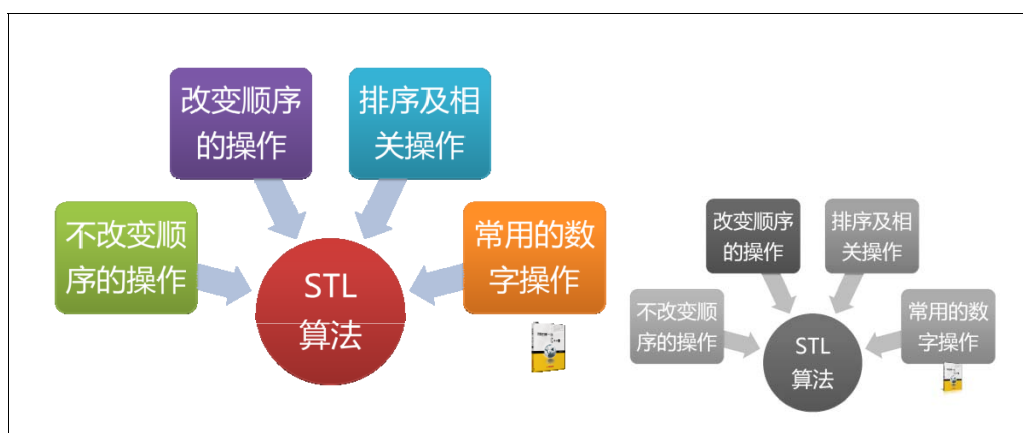 改变顺序
的操作
排序及相
关操作
不改变顺
序的操作
常用的数
字操作
STL
算法
改变顺序
的操作
排序及相
关操作
不改变顺
序的操作
常用的数
字操作
STL
算法